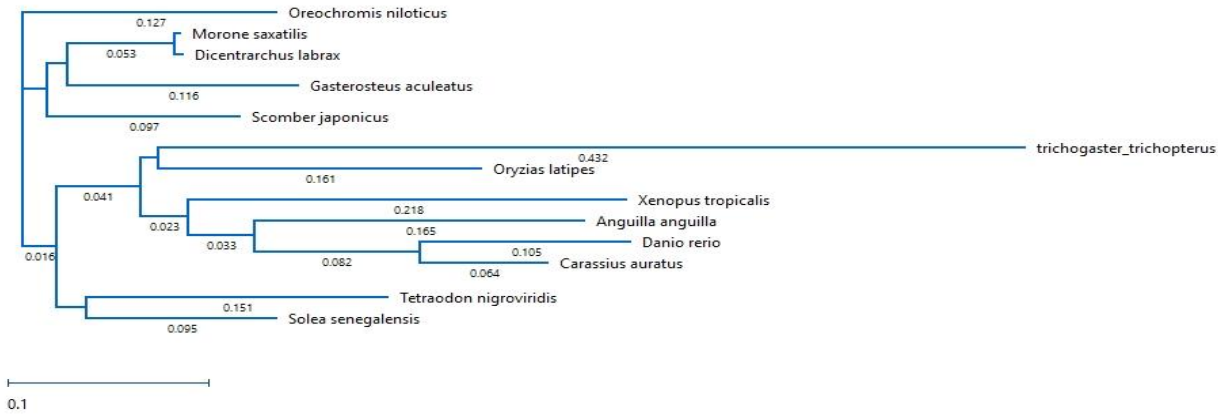 Oreochromis niloticus
0.127
Morone saxatilis
0.053
Dicentrarchus labrax
Gasterosteus aculeatus
0.116
Scomber japonicus
0.097
trichogaster_trichopterus
0.432
Oryzias latipes
0.161
0.041
Xenopus tropicalis
0.218
Anguilla anguilla
0.023
0.165
0.033
Danio rerio
0.105
0.016
0.082
Carassius auratus
0.064
Tetraodon nigroviridis
0.151
Solea senegalensis
0.095
0.1